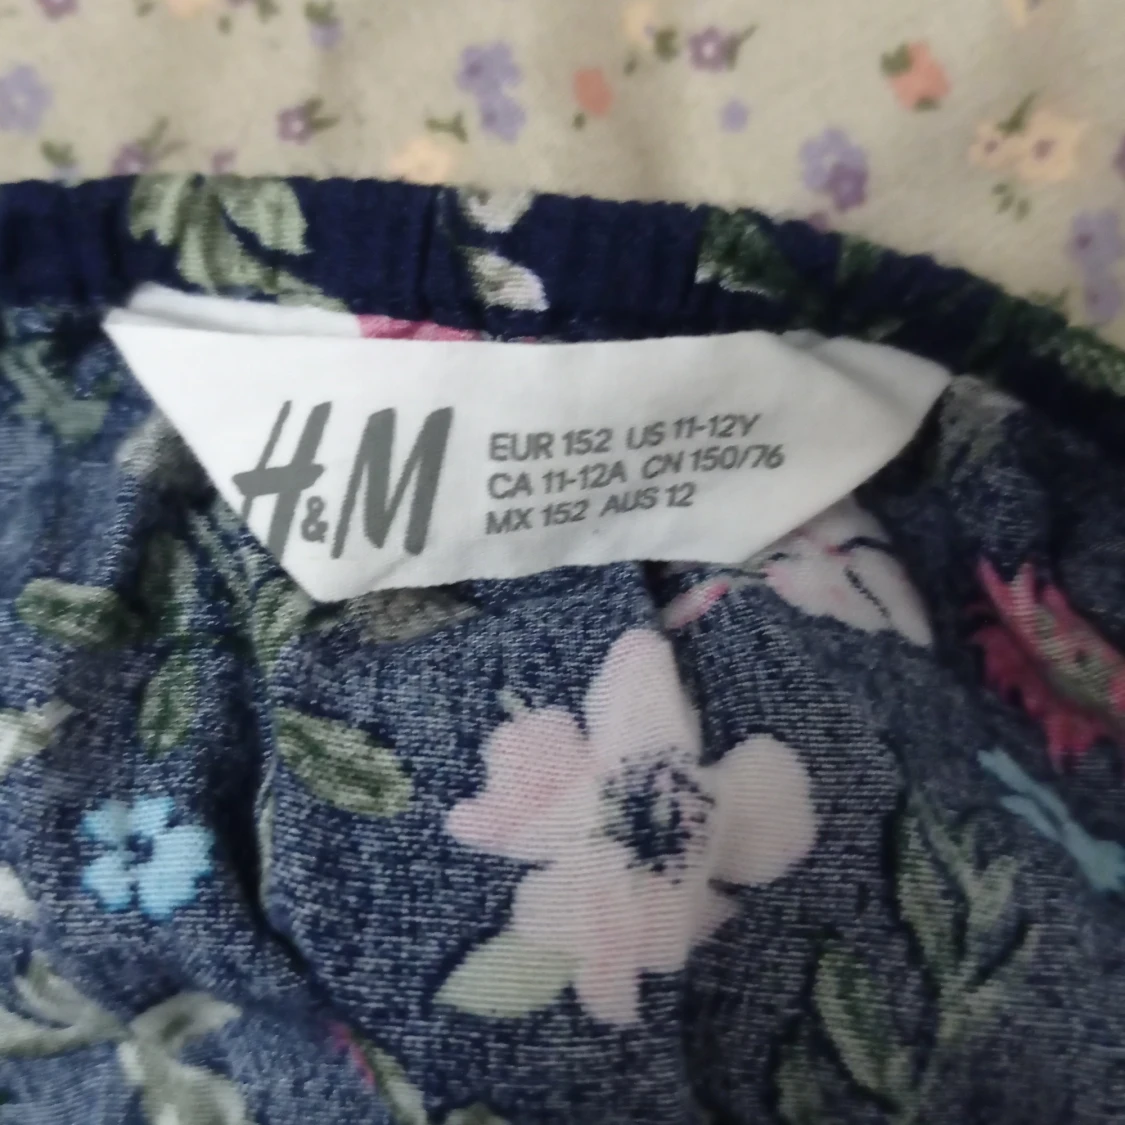 H&M
EUR 152 US 11-12Y
CA 11-12A CN 150/76
MX 152 AUS 12